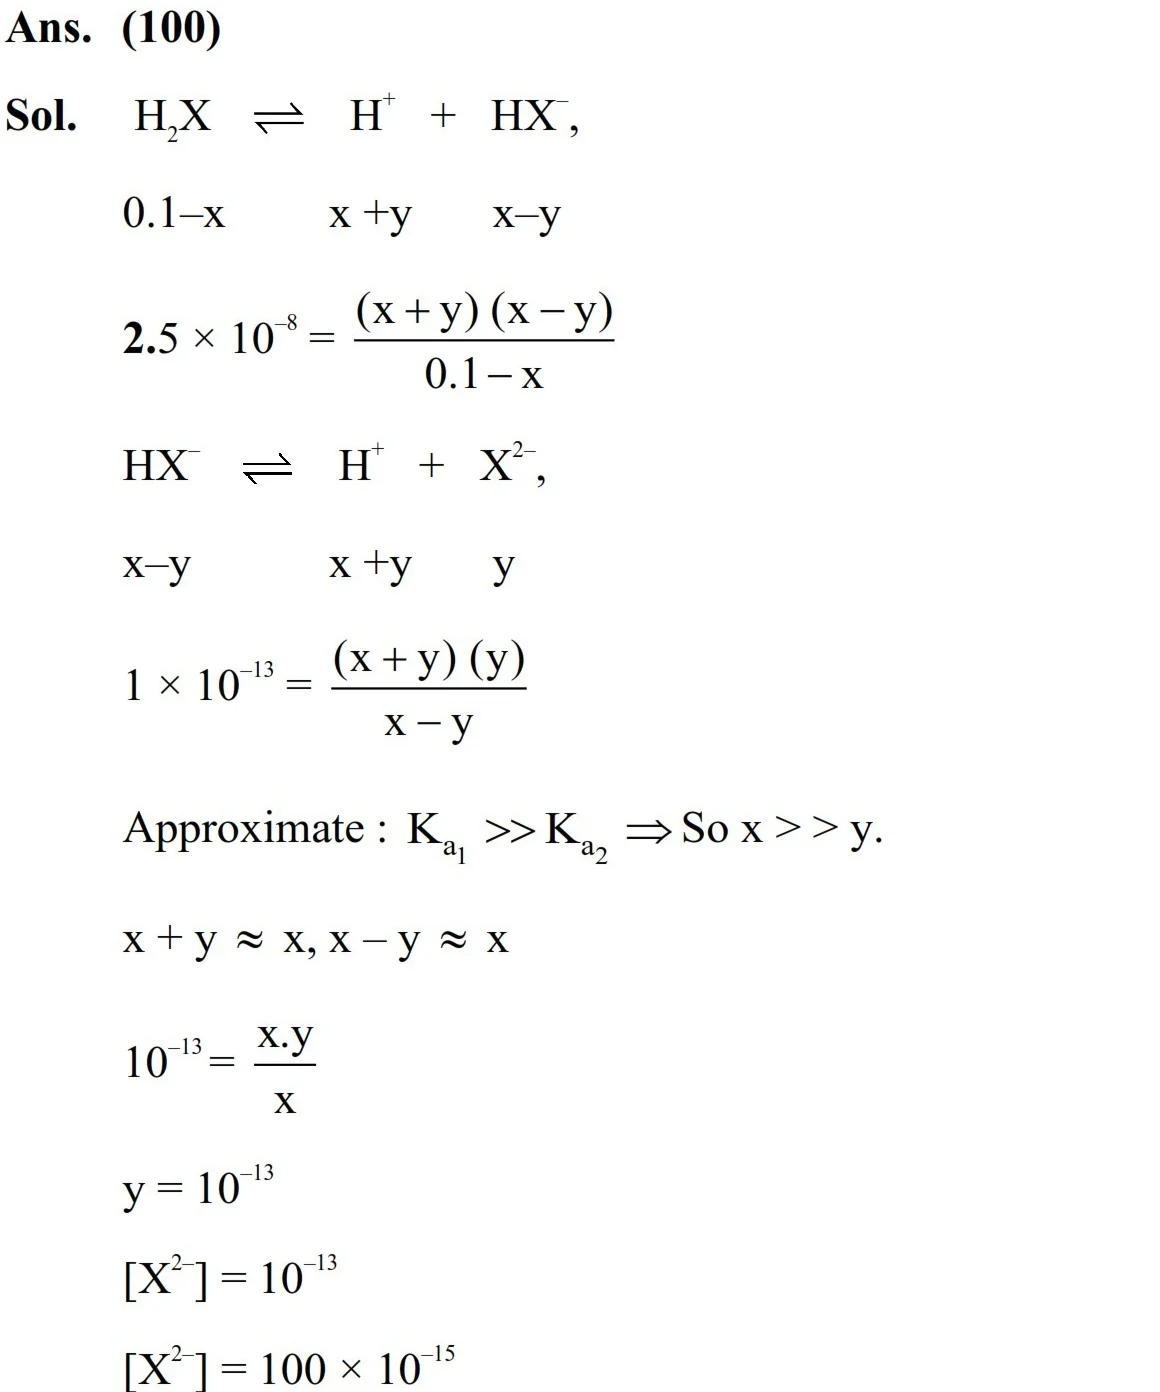 Ans. (100)
Sol. H₂X ⇌ H⁺ + HX⁻,
0.1–x x +y x–y
2.5 × 10⁻⁸ = (x + y) (x – y) / 0.1 – x
HX⁻ ⇌ H⁺ + X²⁻,
x–y x +y y
1 × 10⁻¹³ = (x + y) (y) / x – y
Approximate : Kₐ₁ >> Kₐ₂ ⇒ So x > > y.
x + y ≈ x, x – y ≈ x
10⁻¹³ = x.y / x
y = 10⁻¹³
[X²⁻] = 10⁻¹³
[X²⁻] = 100 × 10⁻¹⁵